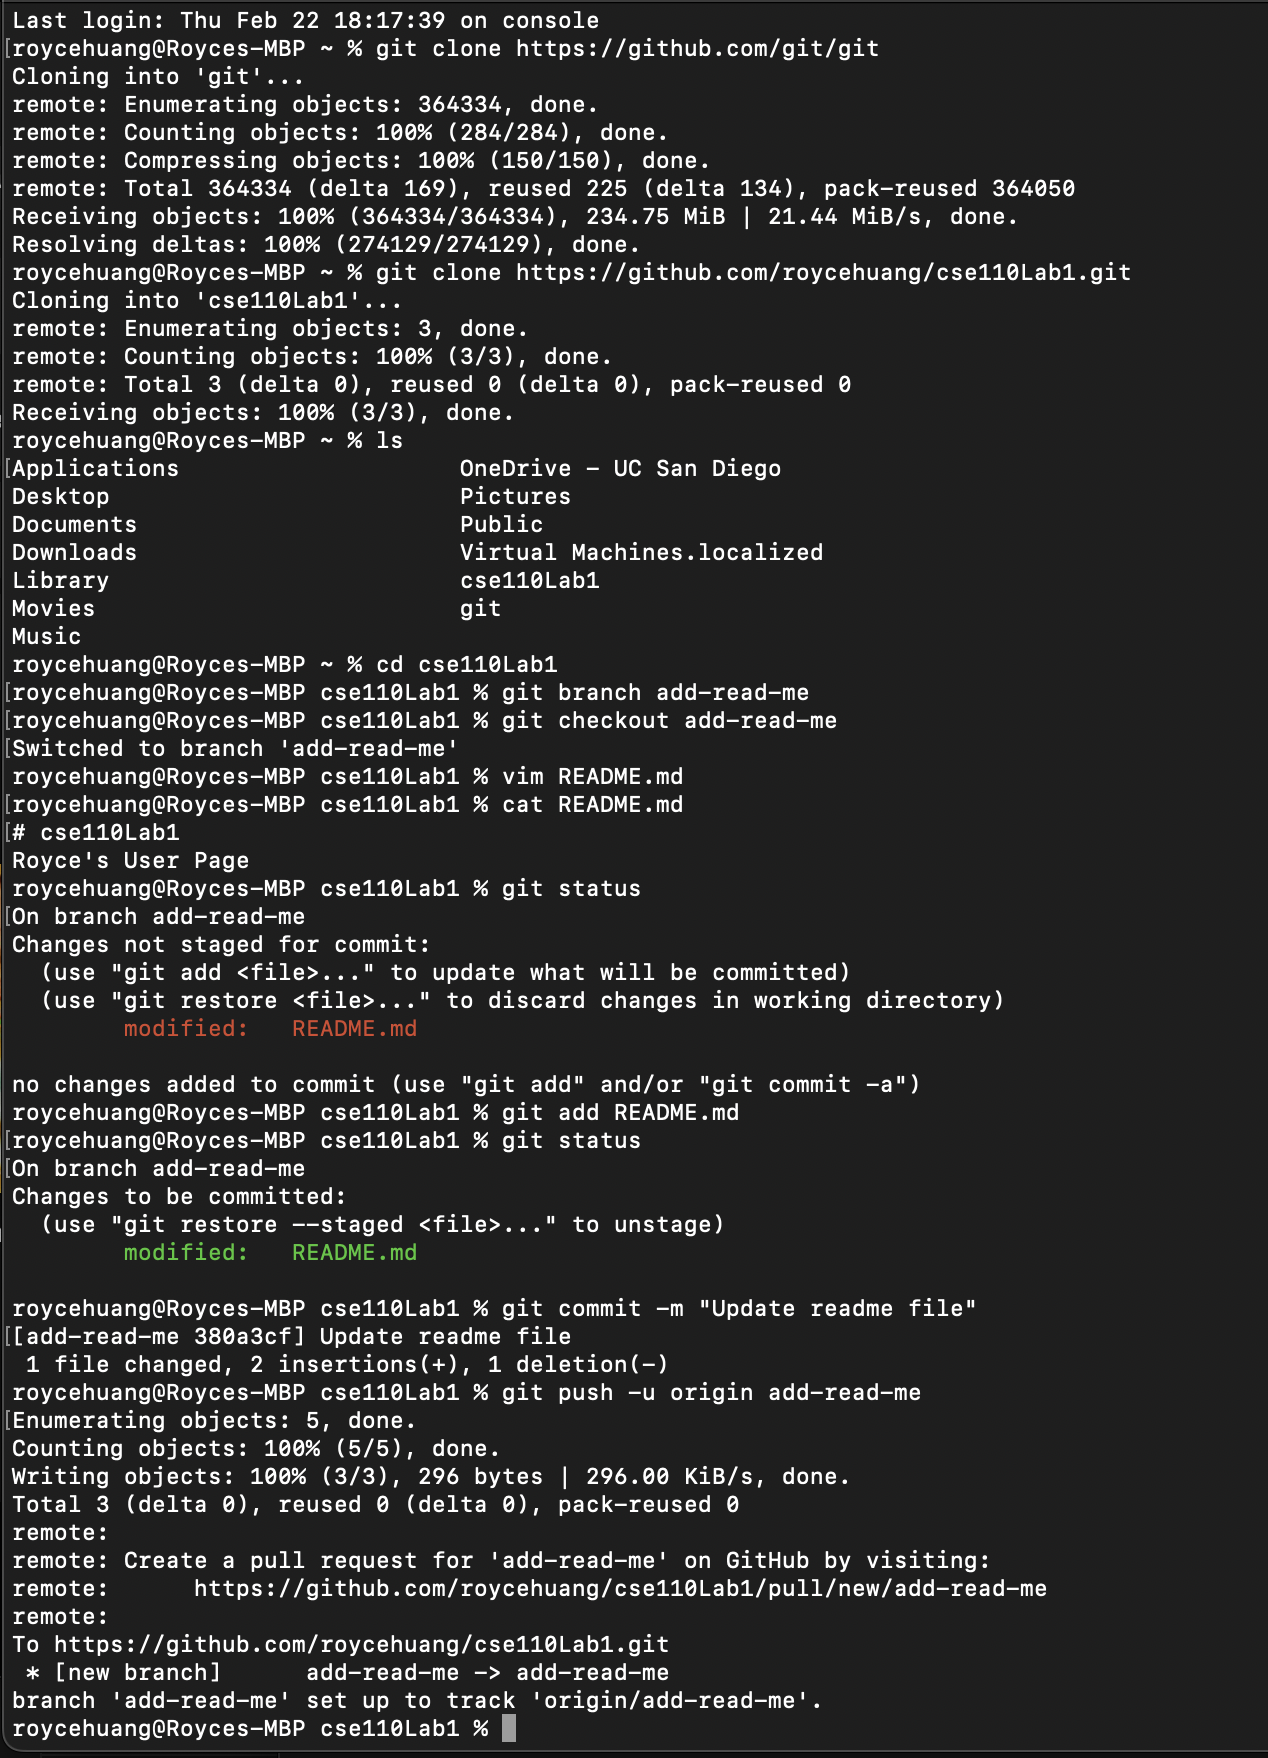 Last login: Thu Feb 22 18:17:39 on console
[roycehuang@Royces-MBP ~ % git clone https://github.com/git/git
Cloning into 'git'...
remote: Enumerating objects: 364334, done.
remote: Counting objects: 100% (284/284), done.
remote: Compressing objects: 100% (150/150), done.
remote: Total 364334 (delta 169), reused 225 (delta 134), pack-reused 364050
Receiving objects: 100% (364334/364334), 234.75 MiB | 21.44 MiB/s, done.
Resolving deltas: 100% (274129/274129), done.
roycehuang@Royces-MBP ~ % git clone https://github.com/roycehuang/cse110Lab1.git
Cloning into 'cse110Lab1'...
remote: Enumerating objects: 3, done.
remote: Counting objects: 100% (3/3), done.
remote: Total 3 (delta 0), reused 0 (delta 0), pack-reused 0
Receiving objects: 100% (3/3), done.
roycehuang@Royces-MBP ~ % ls
[Applications                    OneDrive - UC San Diego
Desktop                         Pictures
Documents                       Public
Downloads                       Virtual Machines.localized
Library                         cse110Lab1
Movies                          git
Music
roycehuang@Royces-MBP ~ % cd cse110Lab1
[roycehuang@Royces-MBP cse110Lab1 % git branch add-read-me
[roycehuang@Royces-MBP cse110Lab1 % git checkout add-read-me
[Switched to branch 'add-read-me'
roycehuang@Royces-MBP cse110Lab1 % vim README.md
[roycehuang@Royces-MBP cse110Lab1 % cat README.md
[# cse110Lab1
Royce's User Page
roycehuang@Royces-MBP cse110Lab1 % git status
[On branch add-read-me
Changes not staged for commit:
  (use "git add <file>..." to update what will be committed)
  (use "git restore <file>..." to discard changes in working directory)
        modified:   README.md

no changes added to commit (use "git add" and/or "git commit -a")
roycehuang@Royces-MBP cse110Lab1 % git add README.md
[roycehuang@Royces-MBP cse110Lab1 % git status
[On branch add-read-me
Changes to be committed:
  (use "git restore --staged <file>..." to unstage)
        modified:   README.md

roycehuang@Royces-MBP cse110Lab1 % git commit -m "Update readme file"
[[add-read-me 380a3cf] Update readme file
 1 file changed, 2 insertions(+), 1 deletion(-)
roycehuang@Royces-MBP cse110Lab1 % git push -u origin add-read-me
[Enumerating objects: 5, done.
Counting objects: 100% (5/5), done.
Writing objects: 100% (3/3), 296 bytes | 296.00 KiB/s, done.
Total 3 (delta 0), reused 0 (delta 0), pack-reused 0
remote:
remote: Create a pull request for 'add-read-me' on GitHub by visiting:
remote:      https://github.com/roycehuang/cse110Lab1/pull/new/add-read-me
remote:
To https://github.com/roycehuang/cse110Lab1.git
 * [new branch]      add-read-me -> add-read-me
branch 'add-read-me' set up to track 'origin/add-read-me'.
roycehuang@Royces-MBP cse110Lab1 %